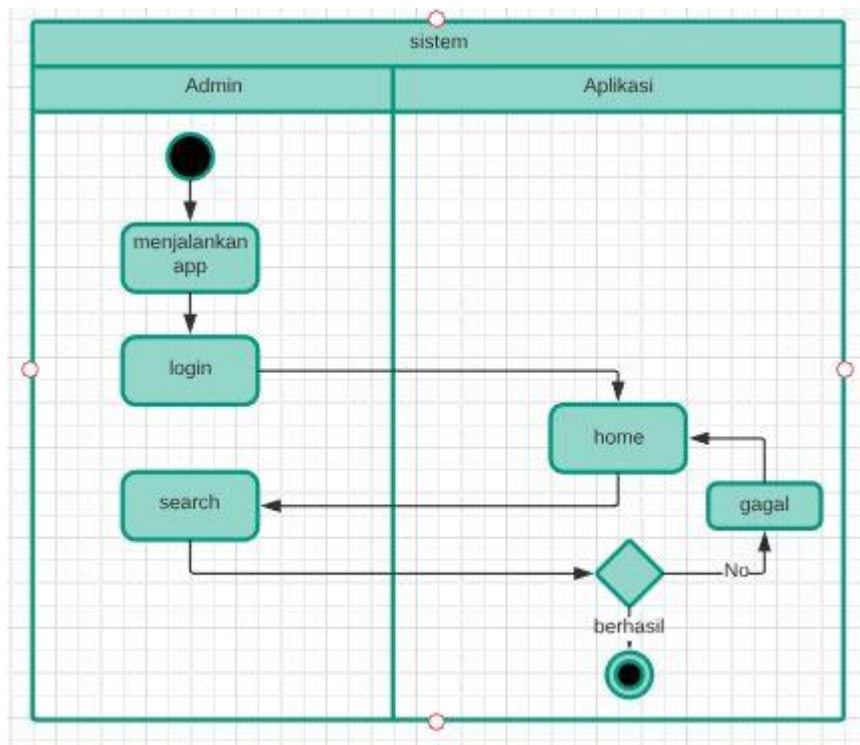 sistem
Admin
Aplikasi
menjalankan
app
login
home
search
gagal
No
berhasil